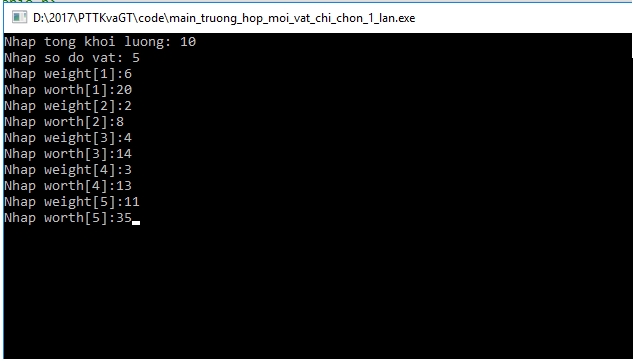 D:\2017\PTTKvaGT\code\main_truong_hop_moi_vat_chi_chon_1_lan.exe
Nhap tong khoi luong: 10
Nhap so do vat: 5
Nhap weight[1]:6
Nhap worth[1]:20
Nhap weight[2]:2
Nhap worth[2]:8
Nhap weight[3]:4
Nhap worth[3]:14
Nhap weight[4]:3
Nhap worth[4]:13
Nhap weight[5]:11
Nhap worth[5]:35